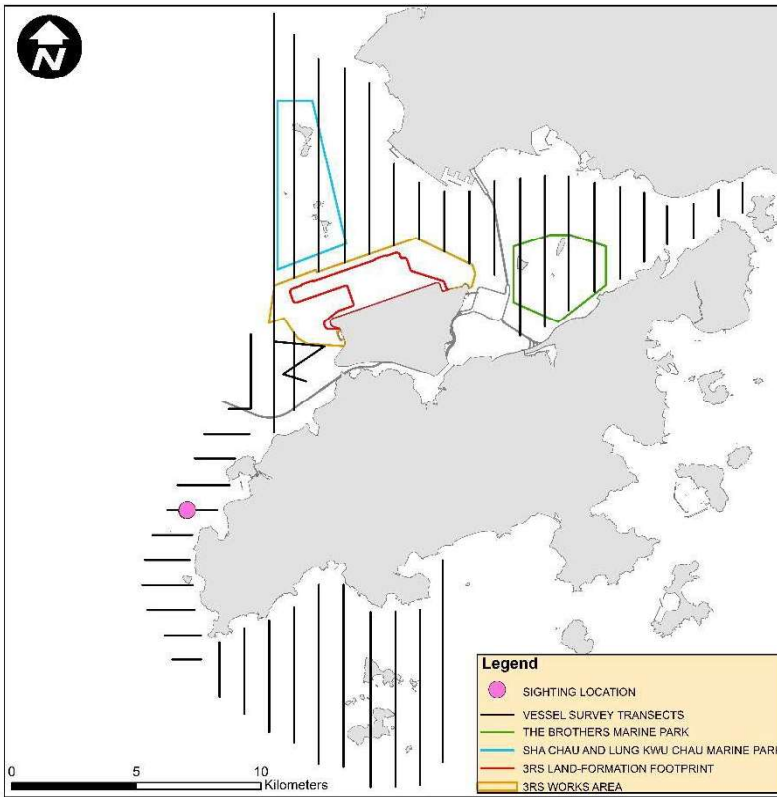 N
Legend
SIGHTING LOCATION
VESSEL SURVEY TRANSECTS
THE BROTHERS MARINE PARK
SHA CHAU AND LUNG KWU CHAU MARINE PARK
3RS LAND-FORMATION FOOTPRINT
3RS WORKS AREA
0 5 10
Kilometers